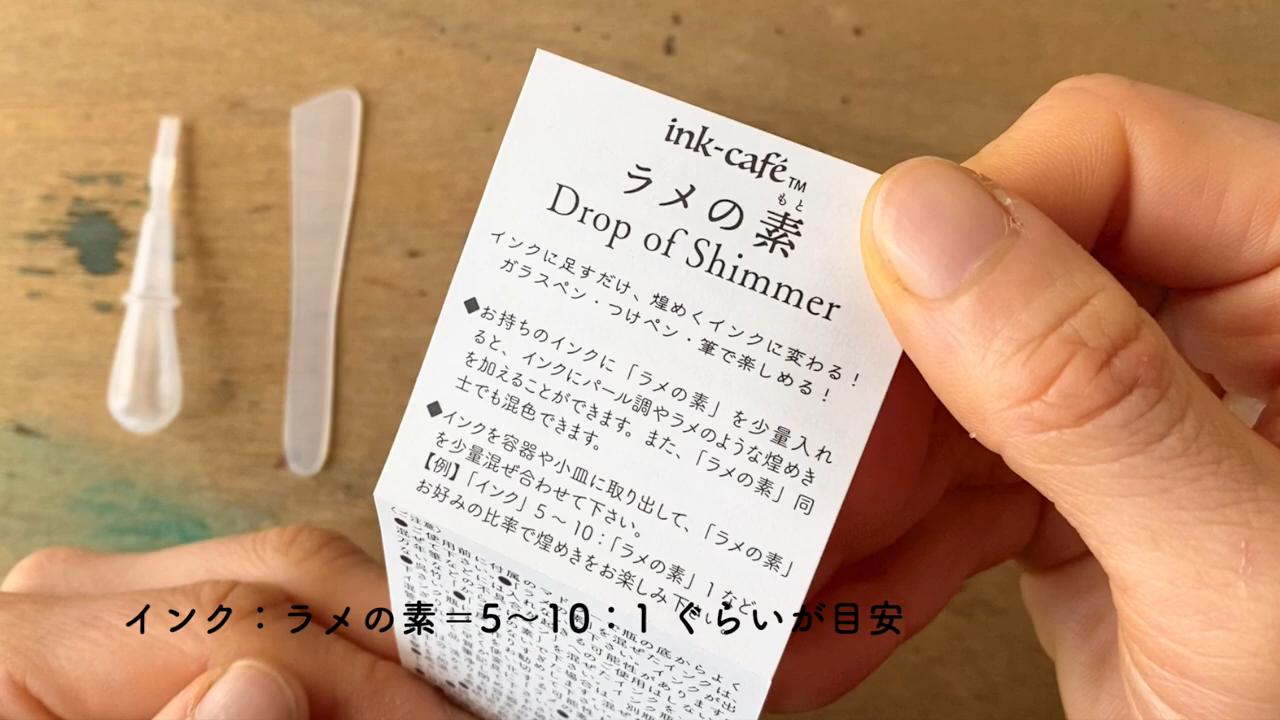 ink-café™
ラメの素
もと
Drop of Shimmer
インクに足すだけ、煌めくインクに変わる！
ガラスペン・つけペン・筆で楽しめる！
◆お持ちのインクに「ラメの素」を少量入れ
ると、インクにパール調やラメのような煌めき
を加えることができます。また、「ラメの素」同
士でも混色できます。
◆インクを容器や小皿に取り出して、「ラメの素」
を少量混ぜ合わせて下さい。
【例】「インク」5～10：「ラメの素」1など、
お好みの比率で煌めきをお楽しみ下さい。
インク：ラメの素＝5〜10：1 ぐらいが目安